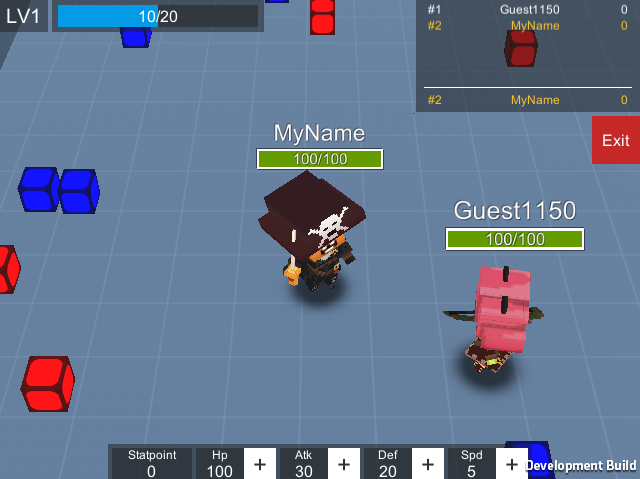 LV1
10/20
#1 Guest1150 0
#2 MyName 0
#2 MyName 0
Exit
MyName
100/100
Guest1150
100/100
Statpoint Hp Atk Def Spd
0 100 + 30 + 20 + 5 +
Development Build